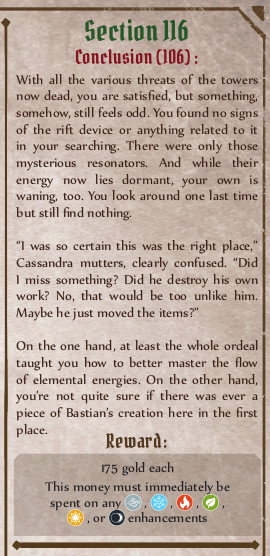 Section 116
Conclusion (106) :
With all the various threats of the towers
now dead, you are satisfied, but something,
somehow, still feels odd. You found no signs
of the rift device or anything related to it
in your searching. There were only those
mysterious resonators. And while their
energy now lies dormant, your own is
waning, too. You look around one last time
but still find nothing.
“I was so certain this was the right place,”
Cassandra mutters, clearly confused. “Did
I miss something? Did he destroy his own
work? No, that would be too unlike him.
Maybe he just moved the items?”
On the one hand, at least the whole ordeal
taught you how to better master the flow
of elemental energies. On the other hand,
you’re not quite sure if there was ever a
piece of Bastian’s creation here in the first
place.
Reward:
175 gold each
This money must immediately be
spent on any , , , ,
, or enhancements